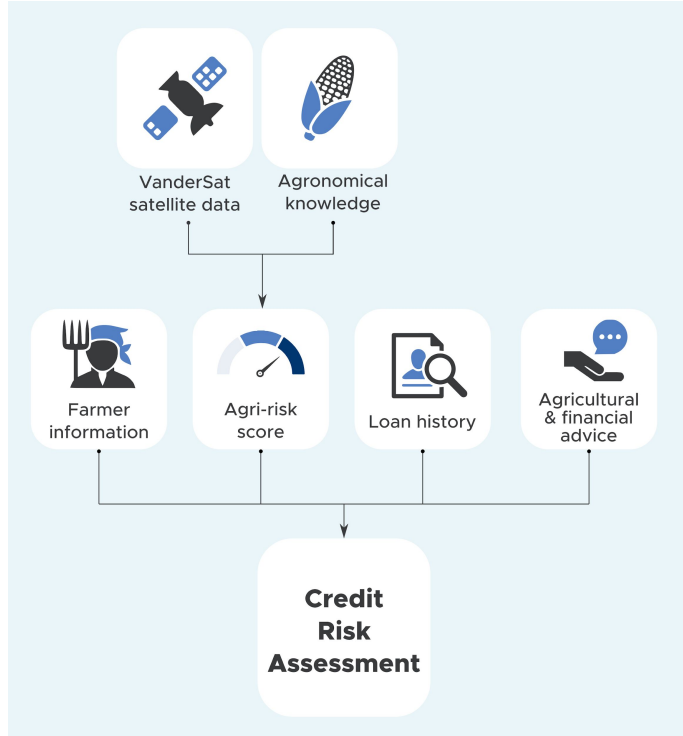 VanderSat
satellite data
Agronomical
knowledge
Farmer
information
Agri-risk
score
Loan history
Agricultural
& financial
advice
Credit
Risk
Assessment